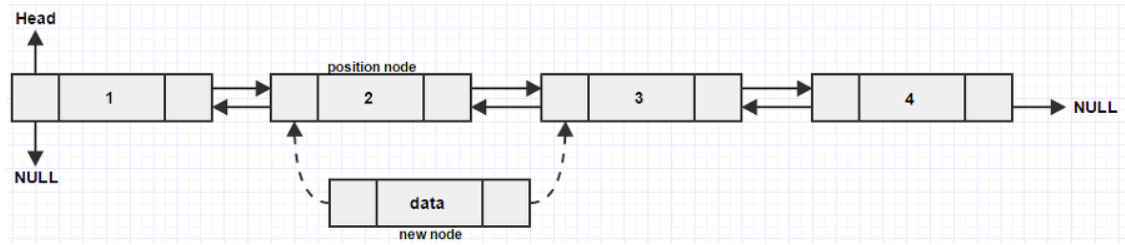 Head
position node
1
2
3
4
NULL
NULL
data
new node